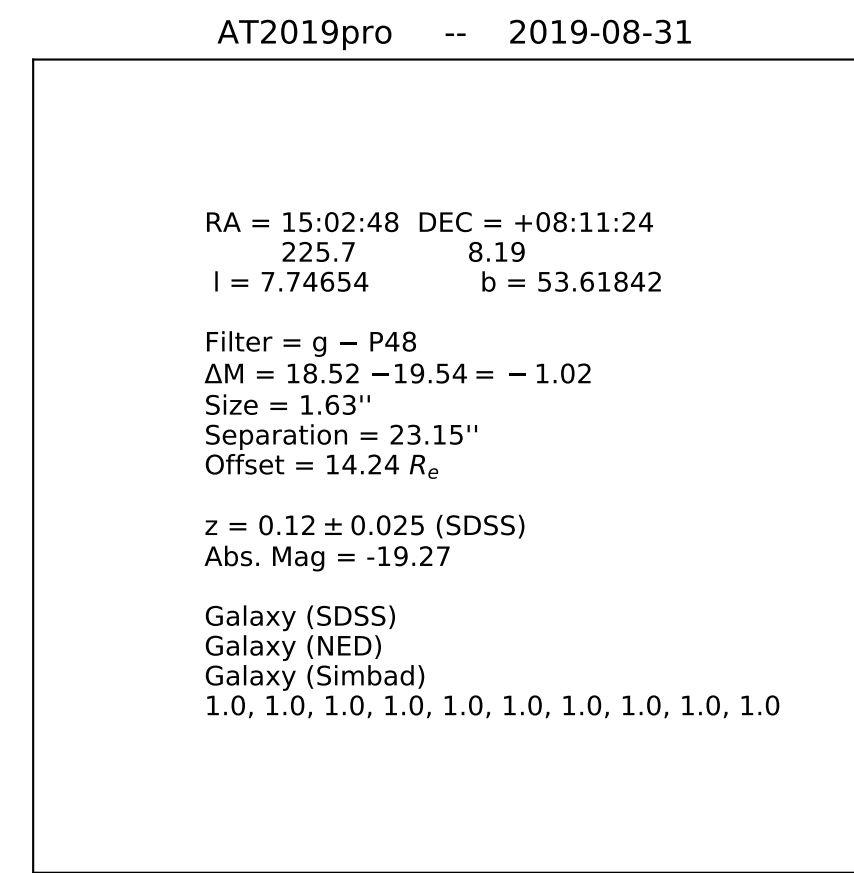 AT2019pro -- 2019-08-31
RA = 15:02:48 DEC = +08:11:24
225.7 8.19
l = 7.74654 b = 53.61842
Filter = g − P48
ΔM = 18.52 −19.54 = − 1.02
Size = 1.63''
Separation = 23.15''
Offset = 14.24 Re
z = 0.12 ± 0.025 (SDSS)
Abs. Mag = -19.27
Galaxy (SDSS)
Galaxy (NED)
Galaxy (Simbad)
1.0, 1.0, 1.0, 1.0, 1.0, 1.0, 1.0, 1.0, 1.0, 1.0